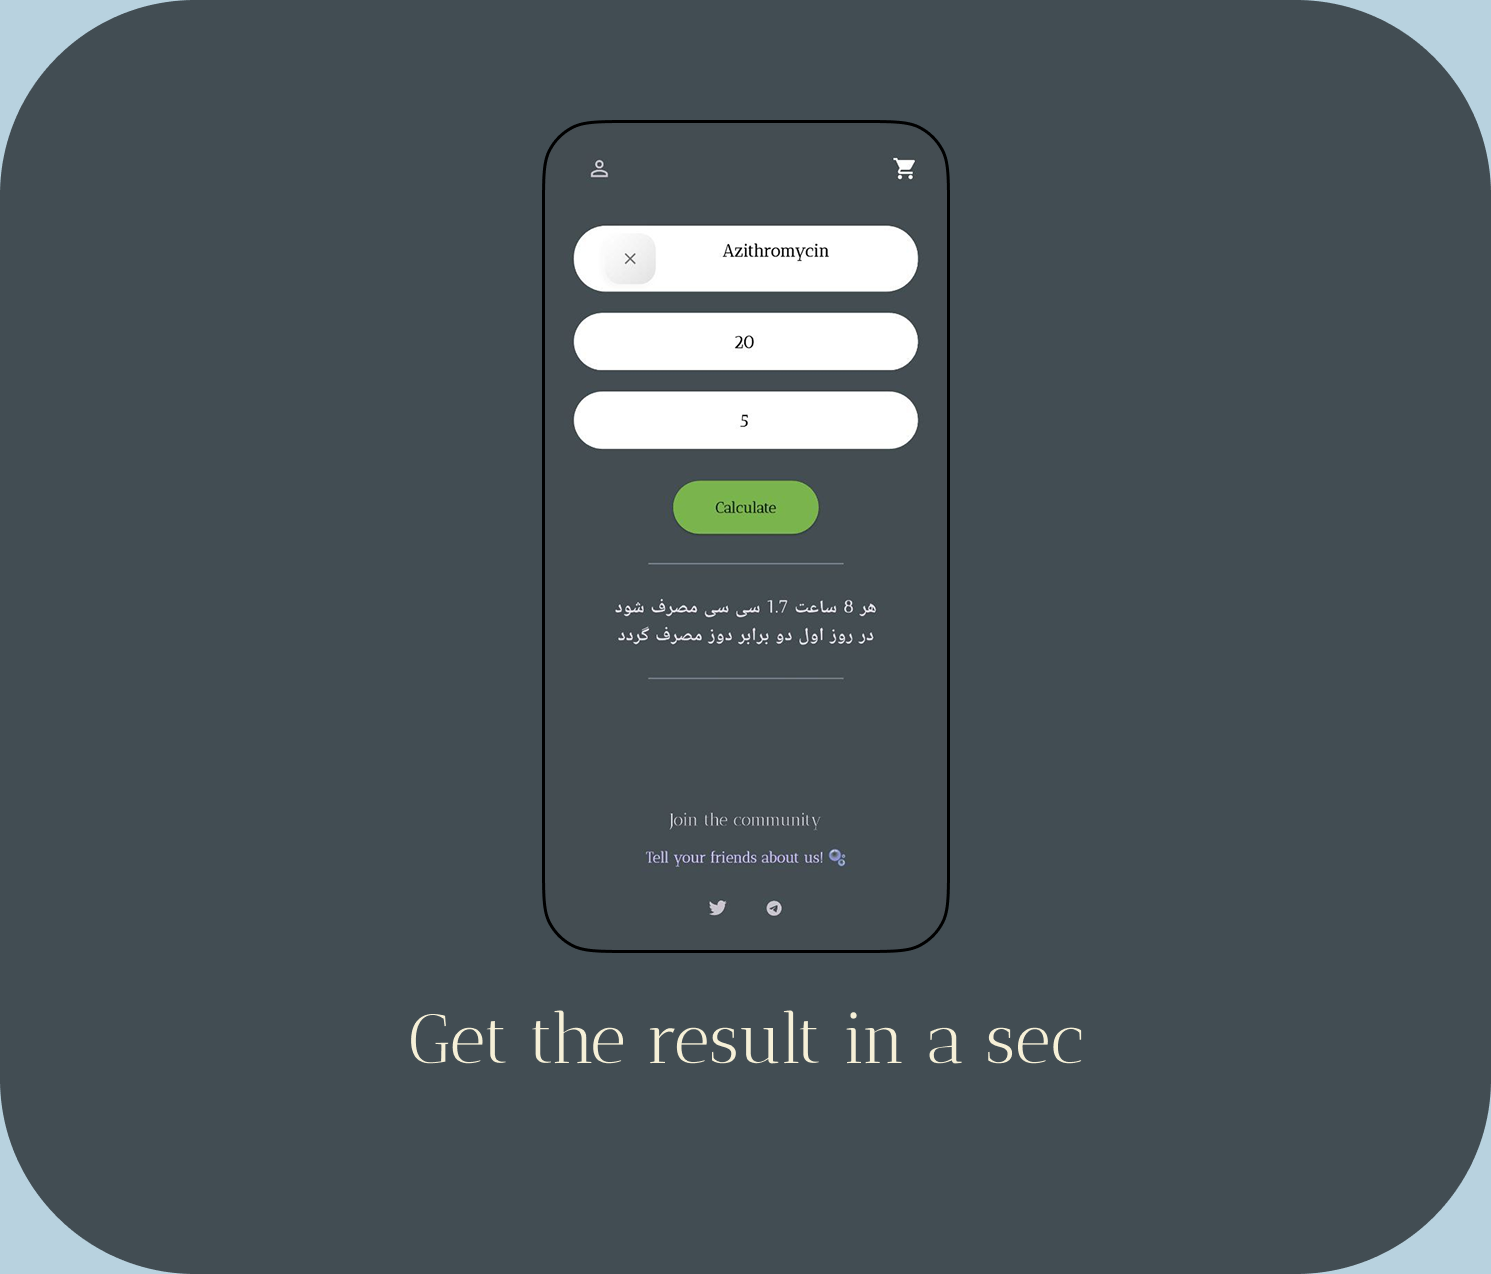 Azithromycin
20
5
Calculate
هر 8 ساعت 1.7 سی سی مصرف شود
در روز اول دو برابر دوز مصرف گردد
Join the community
Tell your friends about us!
Get the result in a sec